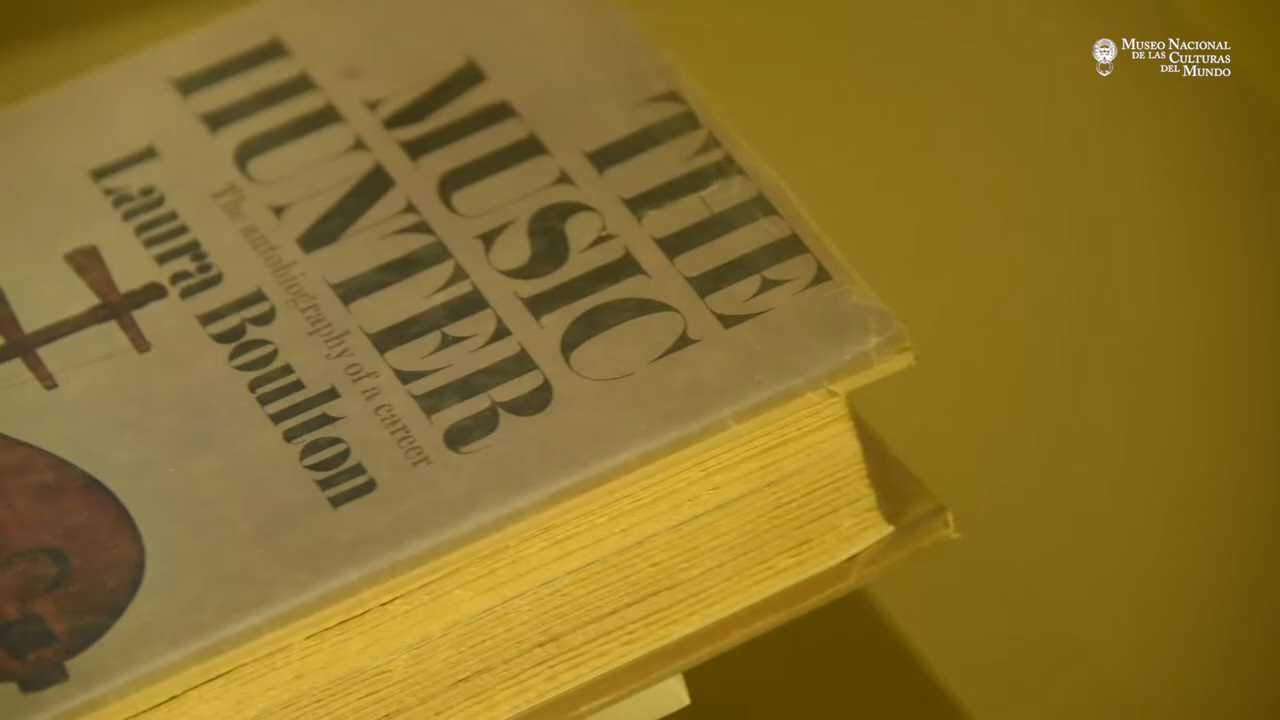 THE
MUSIC
HUNTER
The autobiography of a career
Laura Boulton
MUSEO NACIONAL
DE LAS CULTURAS
DEL MUNDO